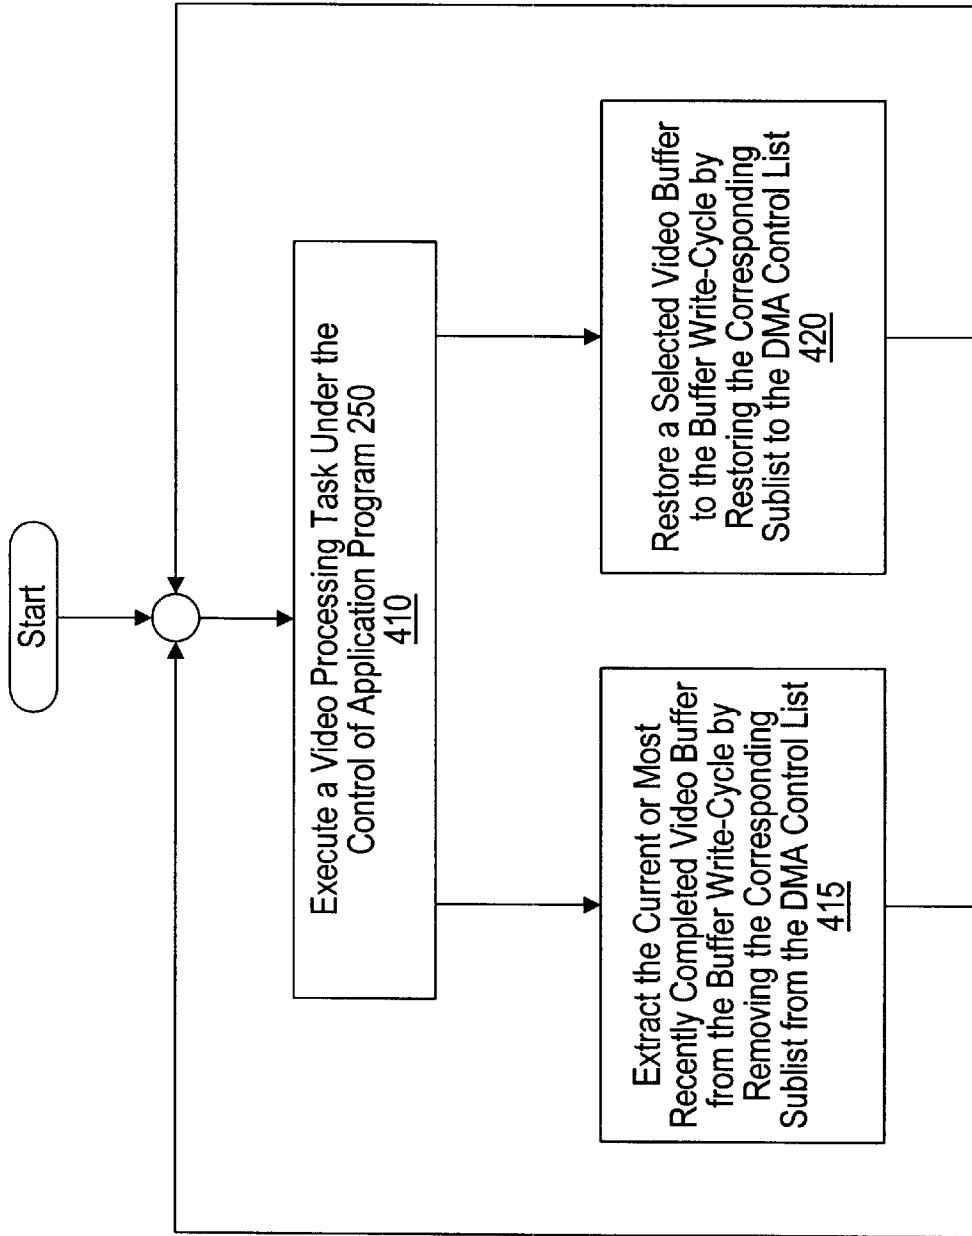 Start
Execute a Video Processing Task Under the
Control of Application Program 250
410
Extract the Current or Most
Recently Completed Video Buffer
from the Buffer Write-Cycle by
Removing the Corresponding
Sublist from the DMA Control List
415
Restore a Selected Video Buffer
to the Buffer Write-Cycle by
Restoring the Corresponding
Sublist to the DMA Control List
420